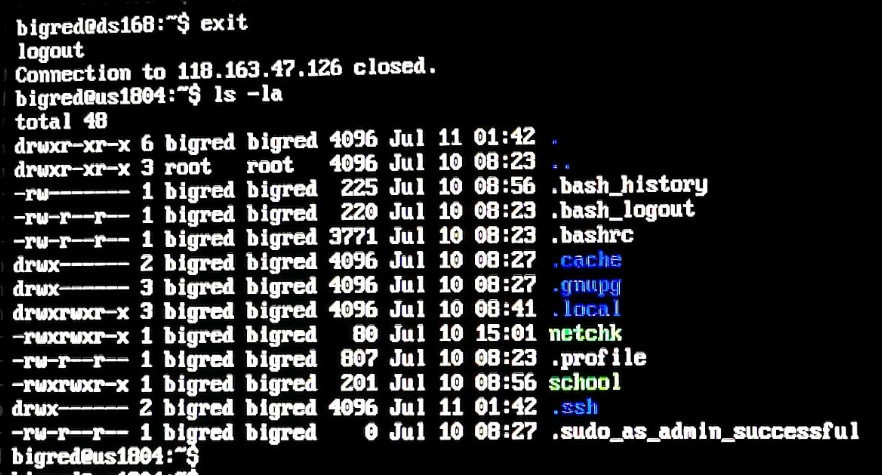 bigred@ds168:~$ exit
logout
Connection to 118.163.47.126 closed.
bigred@us1804:~$ ls -la
total 48
drwxr-xr-x 6 bigred bigred 4096 Jul 11 01:42 .
drwxr-xr-x 3 root   root   4096 Jul 10 08:23 ..
-rw------- 1 bigred bigred  225 Jul 10 08:56 .bash_history
-rw-r--r-- 1 bigred bigred  220 Jul 10 08:23 .bash_logout
-rw-r--r-- 1 bigred bigred 3771 Jul 10 08:23 .bashrc
drwx------ 2 bigred bigred 4096 Jul 10 08:27 .cache
drwx------ 3 bigred bigred 4096 Jul 10 08:27 .gnupg
drwxrwxr-x 3 bigred bigred 4096 Jul 10 08:41 .local
-rwxrwxr-x 1 bigred bigred   80 Jul 10 15:01 netchk
-rw-r--r-- 1 bigred bigred  807 Jul 10 08:23 .profile
-rwxrwxr-x 1 bigred bigred  201 Jul 10 08:56 school
drwx------ 2 bigred bigred 4096 Jul 11 01:42 .ssh
-rw-r--r-- 1 bigred bigred    0 Jul 10 08:27 .sudo_as_admin_successful
bigred@us1804:~$